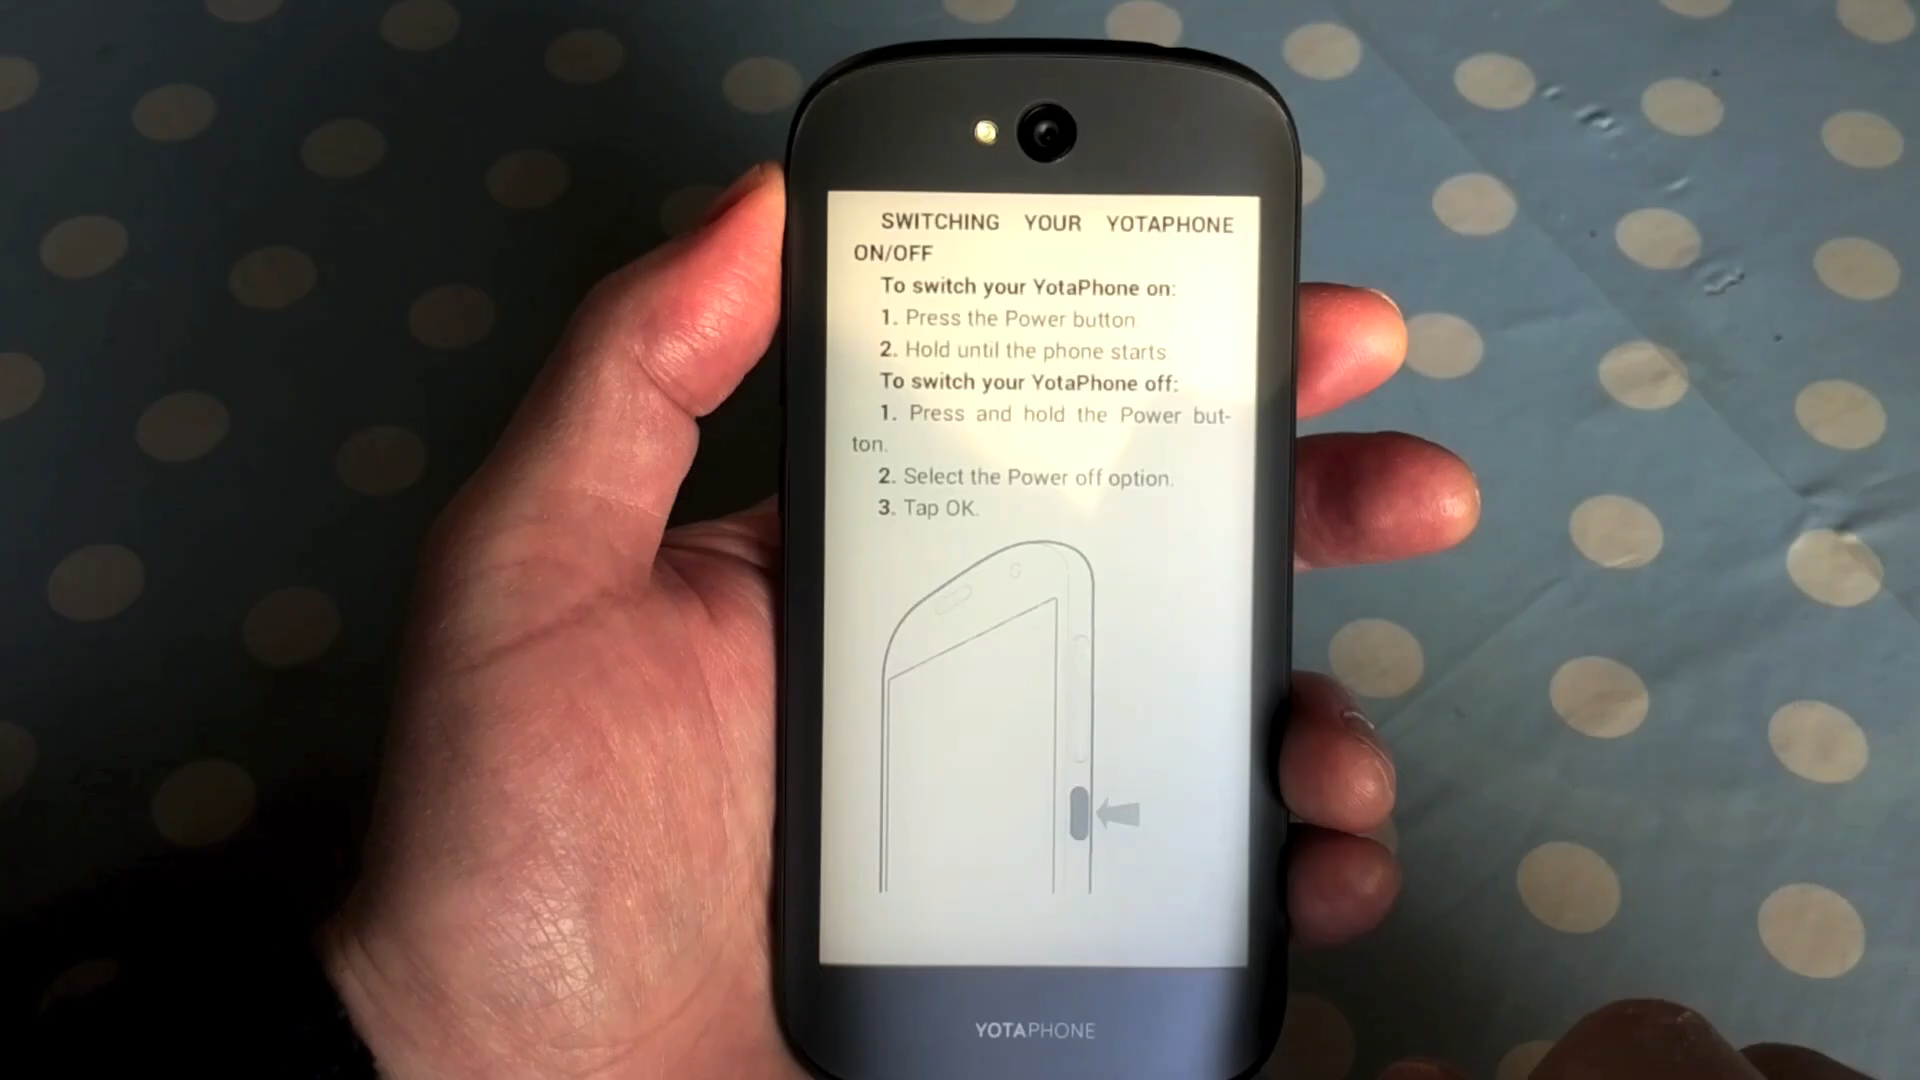 SWITCHING YOUR YOTAPHONE
ON/OFF
To switch your YotaPhone on:
1. Press the Power button.
2. Hold until the phone starts
To switch your YotaPhone off:
1. Press and hold the Power but-
ton.
2. Select the Power off option.
3. Tap OK.
YOTAPHONE